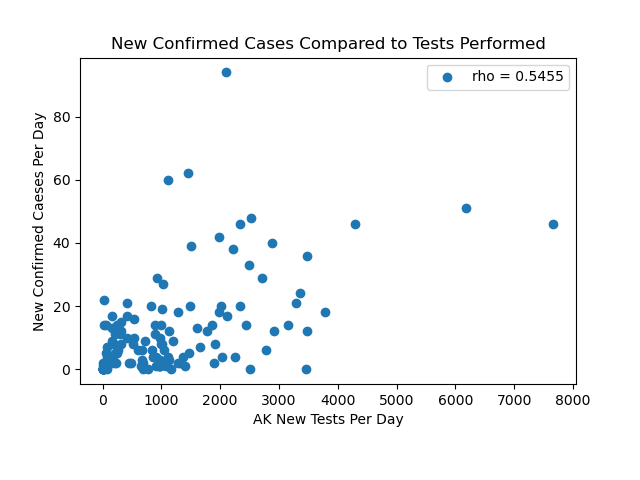 New Confirmed Cases Compared to Tests Performed
rho = 0.5455
New Confirmed Caeses Per Day
80
60
40
20
0
0 1000 2000 3000 4000 5000 6000 7000 8000
AK New Tests Per Day